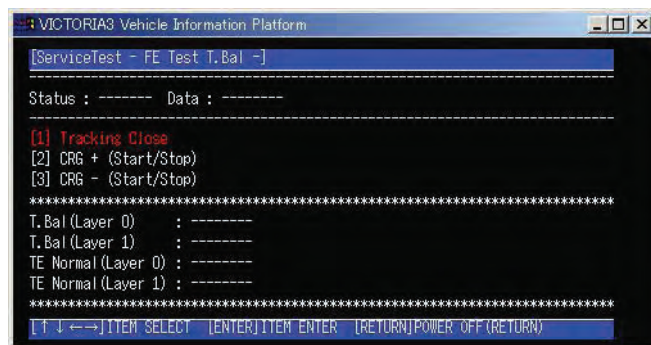 VICTORIA3 Vehicle Information Platform
[ServiceTest - FE Test T.Bal -]
--------------------------------------------------------------------------------
Status : ------- Data : --------
--------------------------------------------------------------------------------
[1] Tracking Close
[2] CRG + (Start/Stop)
[3] CRG - (Start/Stop)
********************************************************************************
T.Bal(Layer 0) : --------
T.Bal(Layer 1) : --------
TE Normal(Layer 0) : --------
TE Normal(Layer 1) : --------
********************************************************************************
[↑↓←→]ITEM SELECT [ENTER]ITEM ENTER [RETURN]POWER OFF(RETURN)